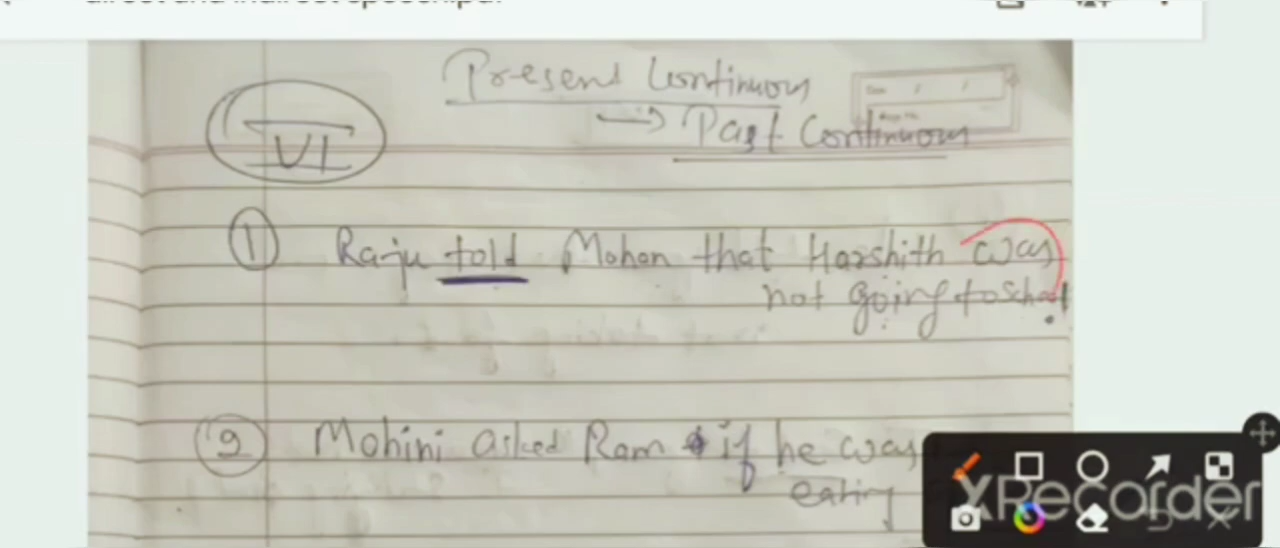 VI
Present Continuous
→ Past Continuous
① Raju told Mohan that Harshith was
not going to school.
② Mohini asked Ram if he was
eating
XRecorder